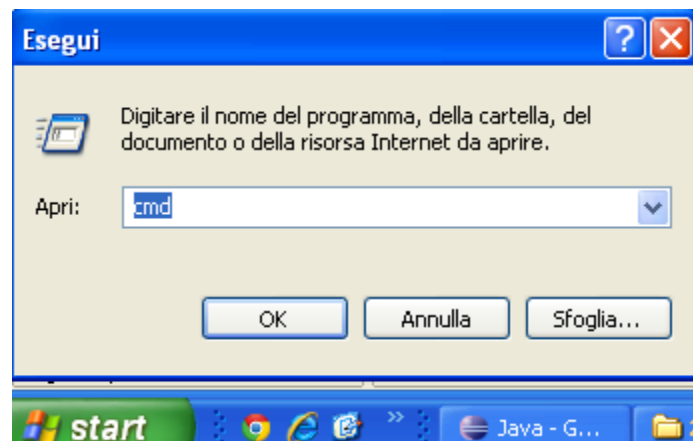 Esegui
Digitare il nome del programma, della cartella, del
documento o della risorsa Internet da aprire.
Apri: cmd
OK Annulla Sfoglia...
start Java - G...